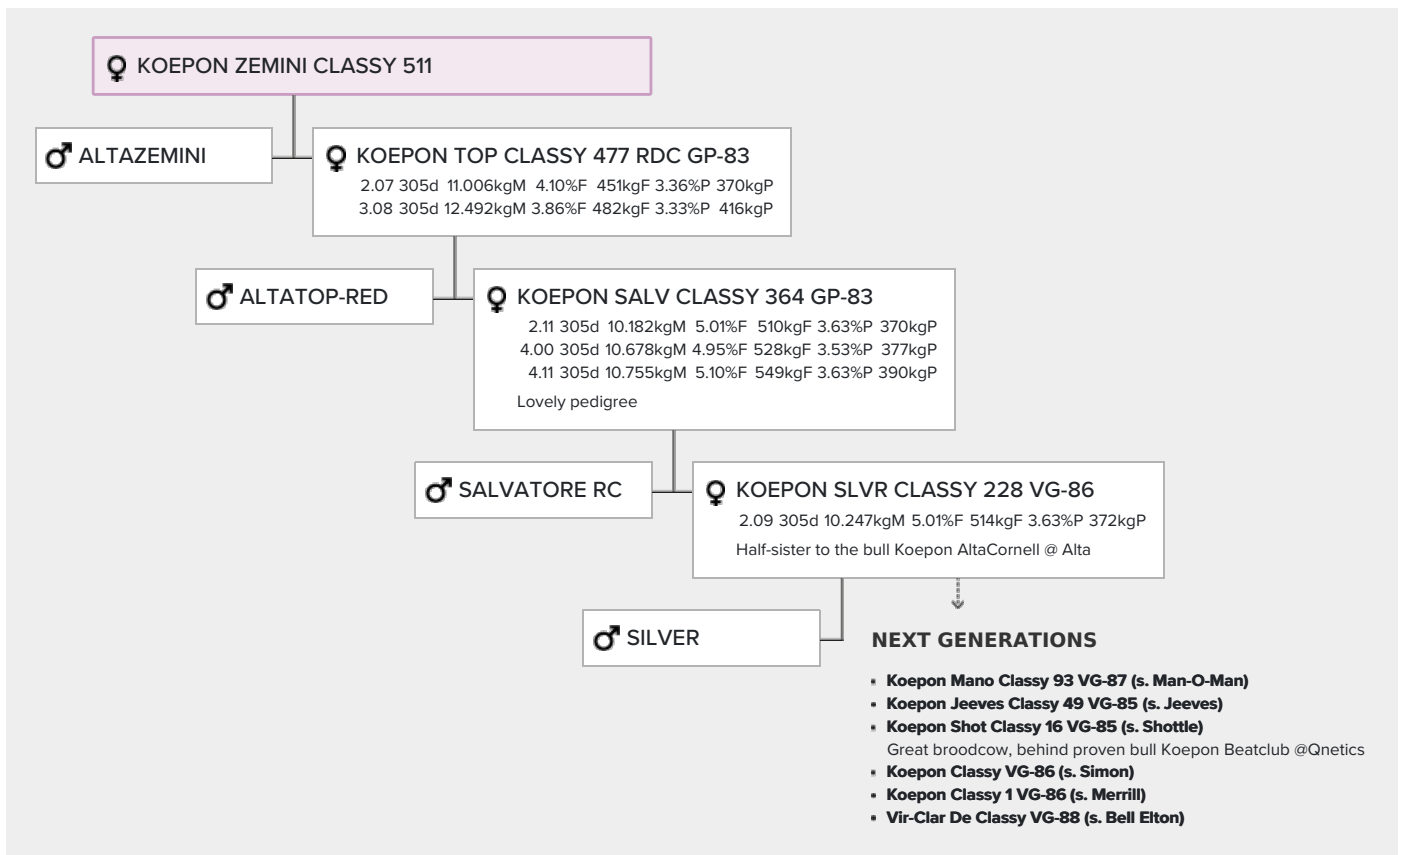 KOEPON ZEMINI CLASSY 511
ALTAZEMINI
KOEPON TOP CLASSY 477 RDC GP-83
2.07 305d 11.006kgM 4.10%F 451kgF 3.36%P 370kgP
3.08 305d 12.492kgM 3.86%F 482kgF 3.33%P 416kgP
ALTATOP-RED
KOEPON SALV CLASSY 364 GP-83
2.11 305d 10.182kgM 5.01%F 510kgF 3.63%P 370kgP
4.00 305d 10.678kgM 4.95%F 528kgF 3.53%P 377kgP
4.11 305d 10.755kgM 5.10%F 549kgF 3.63%P 390kgP
Lovely pedigree
SALVATORE RC
KOEPON SLVR CLASSY 228 VG-86
2.09 305d 10.247kgM 5.01%F 514kgF 3.63%P 372kgP
Half-sister to the bull Koepon AltaCornell @ Alta
SILVER
NEXT GENERATIONS
Koepon Mano Classy 93 VG-87 (s. Man-O-Man)
Koepon Jeeves Classy 49 VG-85 (s. Jeeves)
Koepon Shot Classy 16 VG-85 (s. Shottle)
Great broodcow, behind proven bull Koepon Beatclub @Qnetics
Koepon Classy VG-86 (s. Simon)
Koepon Classy 1 VG-86 (s. Merrill)
Vir-Clar De Classy VG-88 (s. Bell Elton)